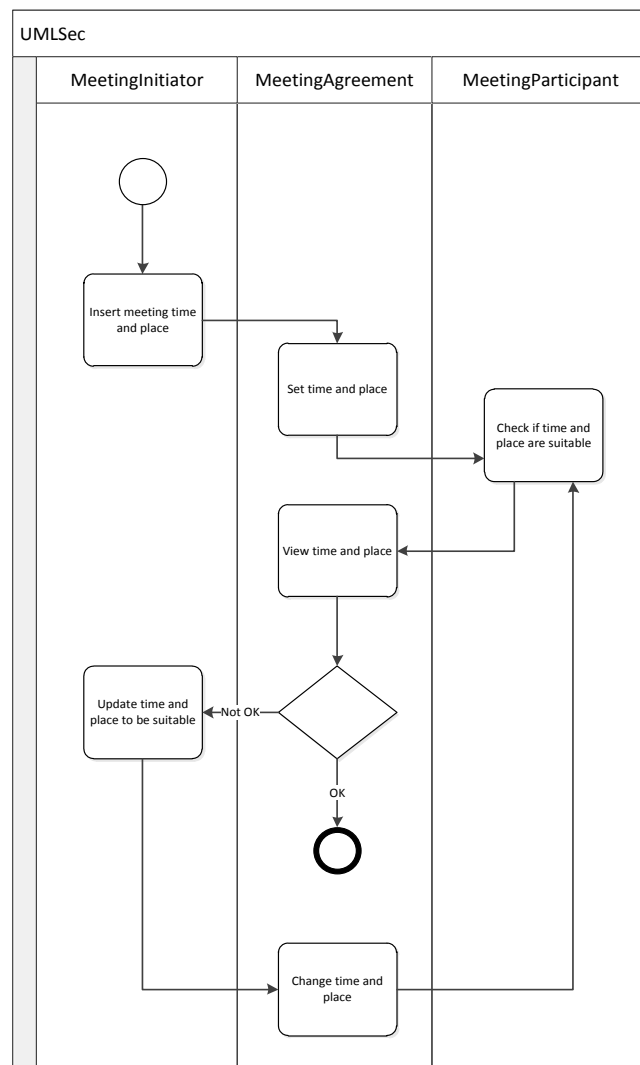 UMLSec
MeetingInitiator
MeetingAgreement
MeetingParticipant
Insert meeting time
and place
Set time and place
Check if time and
place are suitable
View time and place
Update time and
place to be suitable
Not OK
OK
Change time and
place